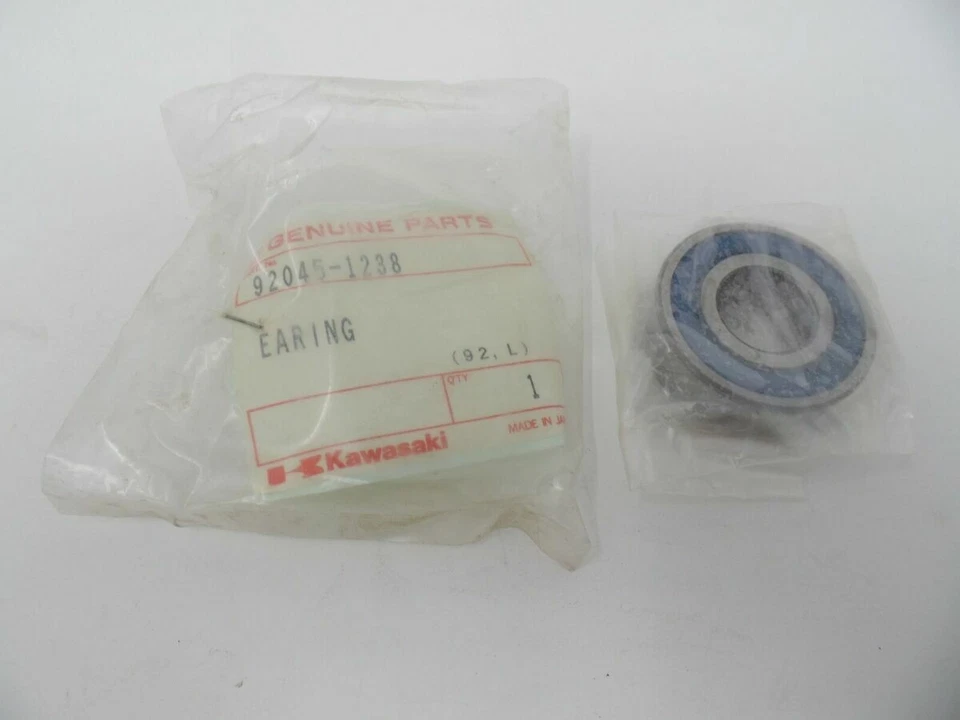 GENUINE PARTS
92045-1238
EARING
(92, L)
QTY
1
MADE IN JA
Kawasaki